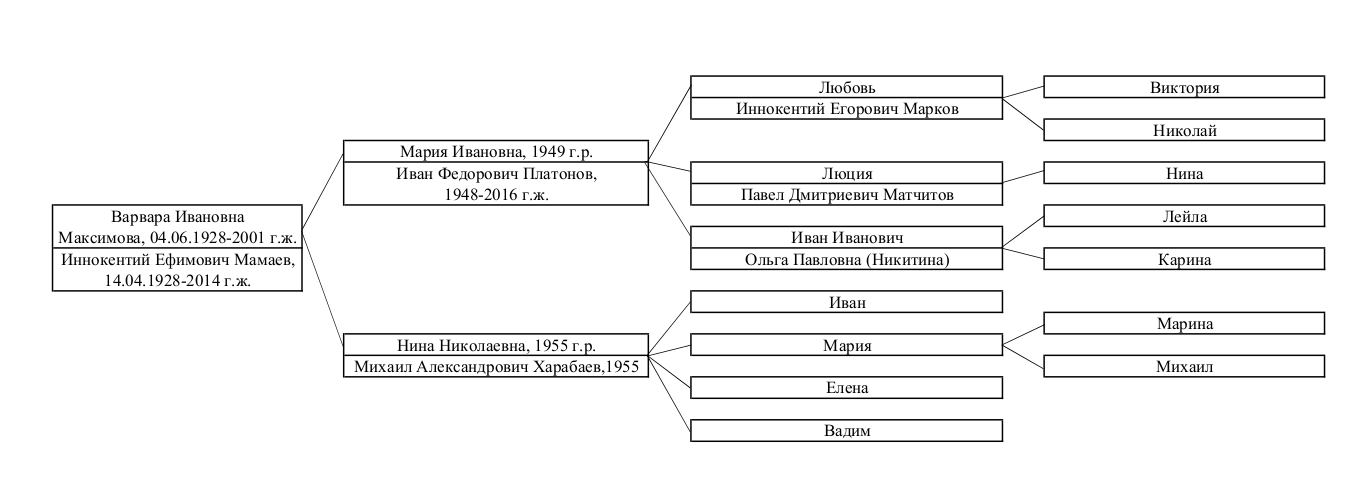 Варвара Ивановна
Максимова, 04.06.1928-2001 г.ж.
Иннокентий Ефимович Мамаев,
14.04.1928-2014 г.ж.
Мария Ивановна, 1949 г.р.
Иван Федорович Платонов,
1948-2016 г.ж.
Нина Николаевна, 1955 г.р.
Михаил Александрович Харабаев,1955
Любовь
Иннокентий Егорович Марков
Люция
Павел Дмитриевич Матчитов
Иван Иванович
Ольга Павловна (Никитина)
Иван
Мария
Елена
Вадим
Виктория
Николай
Нина
Лейла
Карина
Марина
Михаил